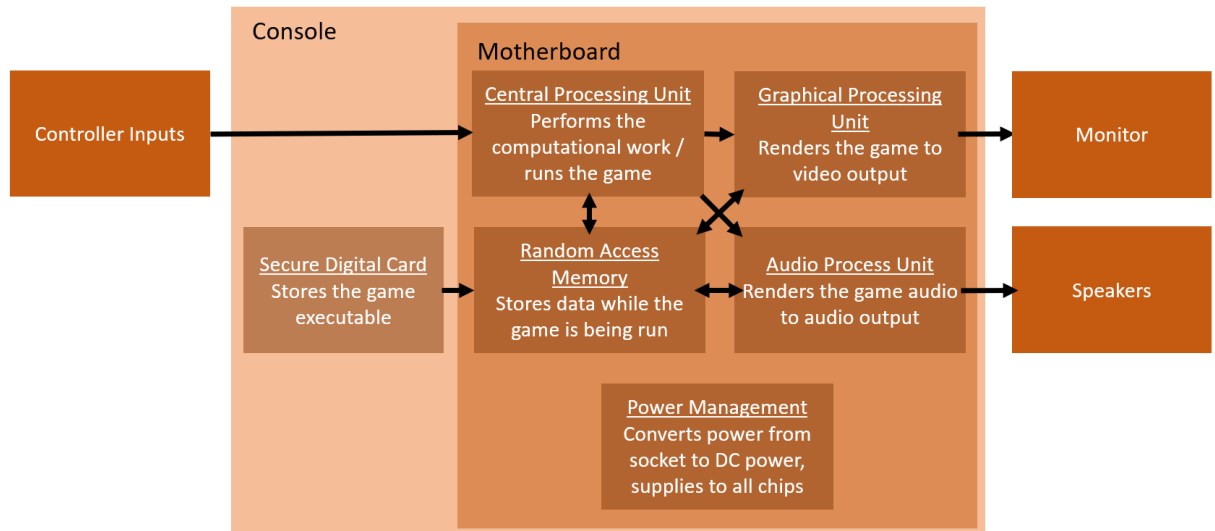 Console
Motherboard
Controller Inputs
Central Processing Unit
Performs the
computational work /
runs the game
Graphical Processing
Unit
Renders the game to
video output
Monitor
Secure Digital Card
Stores the game
executable
Random Access
Memory
Stores data while the
game is being run
Audio Process Unit
Renders the game audio
to audio output
Speakers
Power Management
Converts power from
socket to DC power,
supplies to all chips